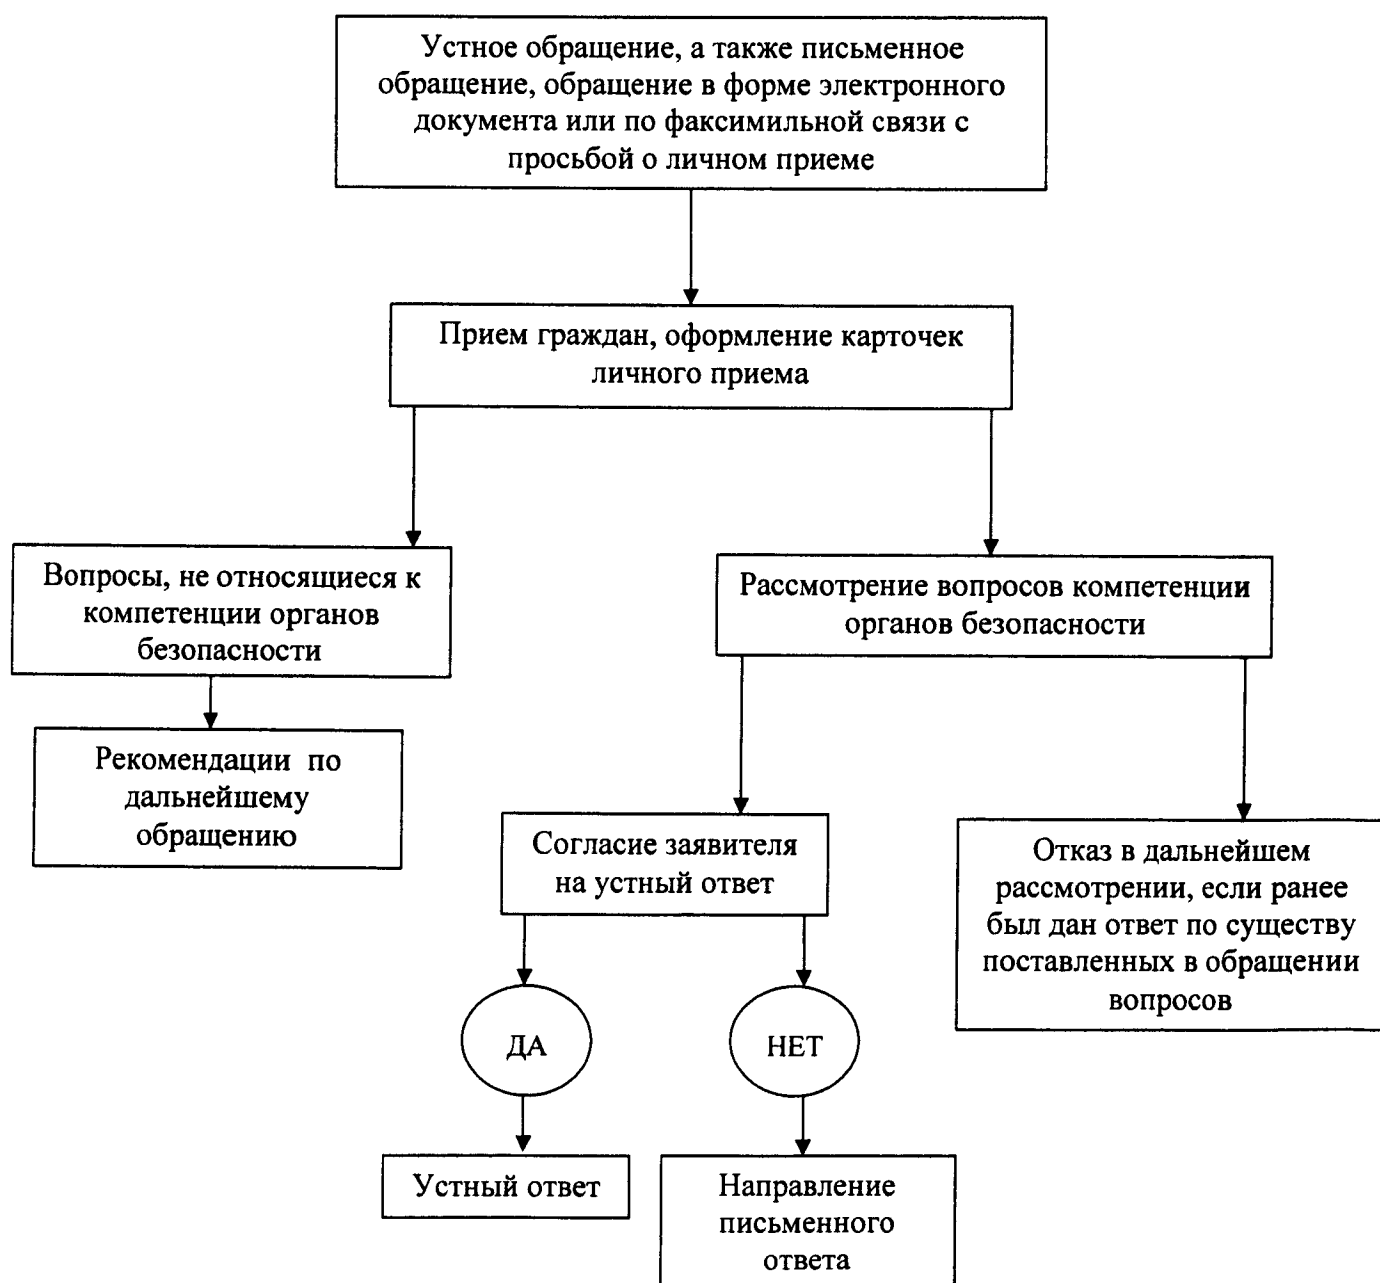 Устное обращение, а также письменное
обращение, обращение в форме электронного
документа или по факсимильной связи с
просьбой о личном приеме
Прием граждан, оформление карточек
личного приема
Вопросы, не относящиеся к
компетенции органов
безопасности
Рассмотрение вопросов компетенции
органов безопасности
Рекомендации по
дальнейшему
обращению
Согласие заявителя
на устный ответ
Отказ в дальнейшем
рассмотрении, если ранее
был дан ответ по существу
поставленных в обращении
вопросов
ДА
НЕТ
Устный ответ
Направление
письменного
ответа